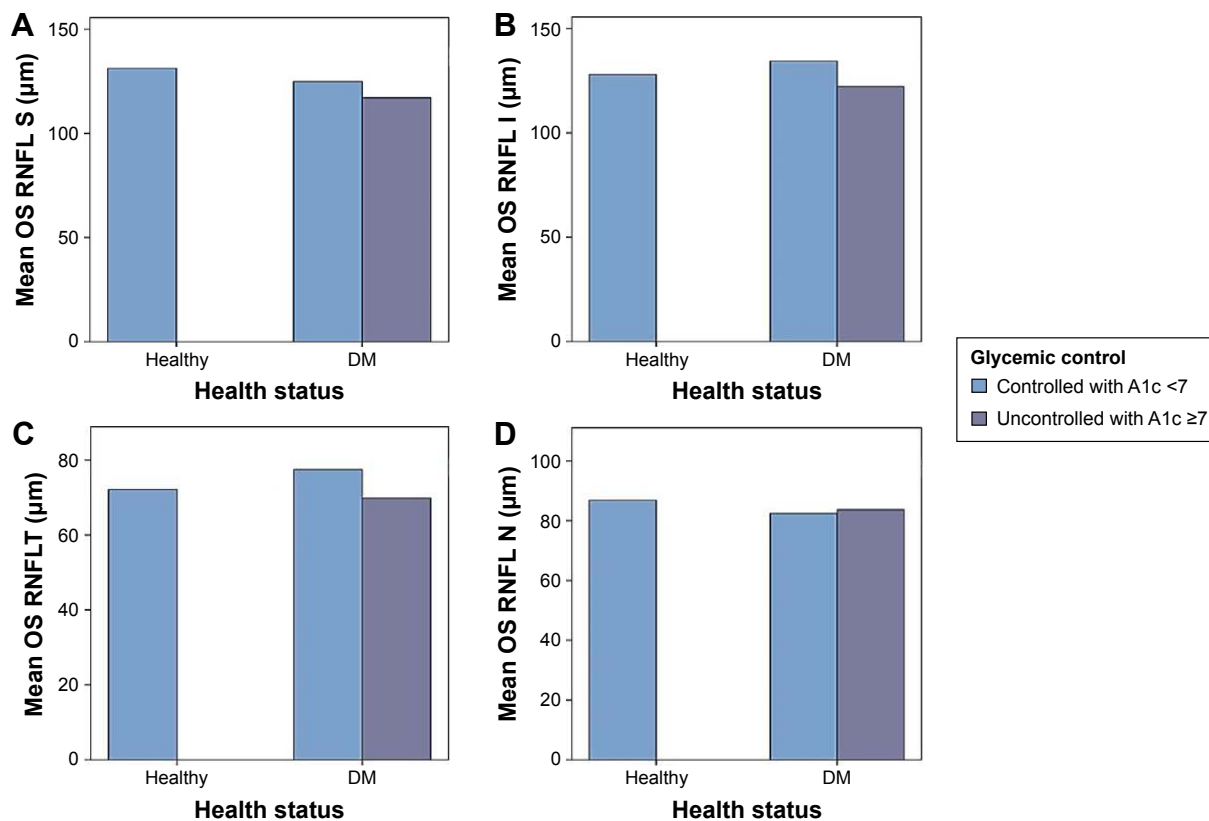 A
Mean OS RNFL S (μm)
150
100
50
0
Healthy
DM
Health status
B
Mean OS RNFL I (μm)
150
100
50
0
Healthy
DM
Health status
Glycemic control
Controlled with A1c <7
Uncontrolled with A1c ≥7
C
Mean OS RNFLT (μm)
80
60
40
20
0
Healthy
DM
Health status
D
Mean OS RNFL N (μm)
100
80
60
40
20
0
Healthy
DM
Health status